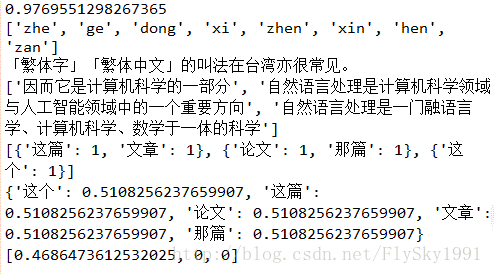 0.9769551298267365
['zhe', 'ge', 'dong', 'xi', 'zhen', 'xin', 'hen',
'zan']
「繁体字」「繁体中文」的叫法在台湾亦很常见。
['因而它是计算机科学的一部分', '自然语言处理是计算机科学领域
与人工智能领域中的一个重要方向', '自然语言处理是一门融语言
学、计算机科学、数学于一体的科学']
[{'这篇': 1, '文章': 1}, {'论文': 1, '那篇': 1}, {'这
个': 1}]
{'这个': 0.5108256237659907, '这篇':
0.5108256237659907, '论文': 0.5108256237659907, '文章':
0.5108256237659907, '那篇': 0.5108256237659907}
[0.4686473612532025, 0, 0]
http://blog.csdn.net/FlySky1991